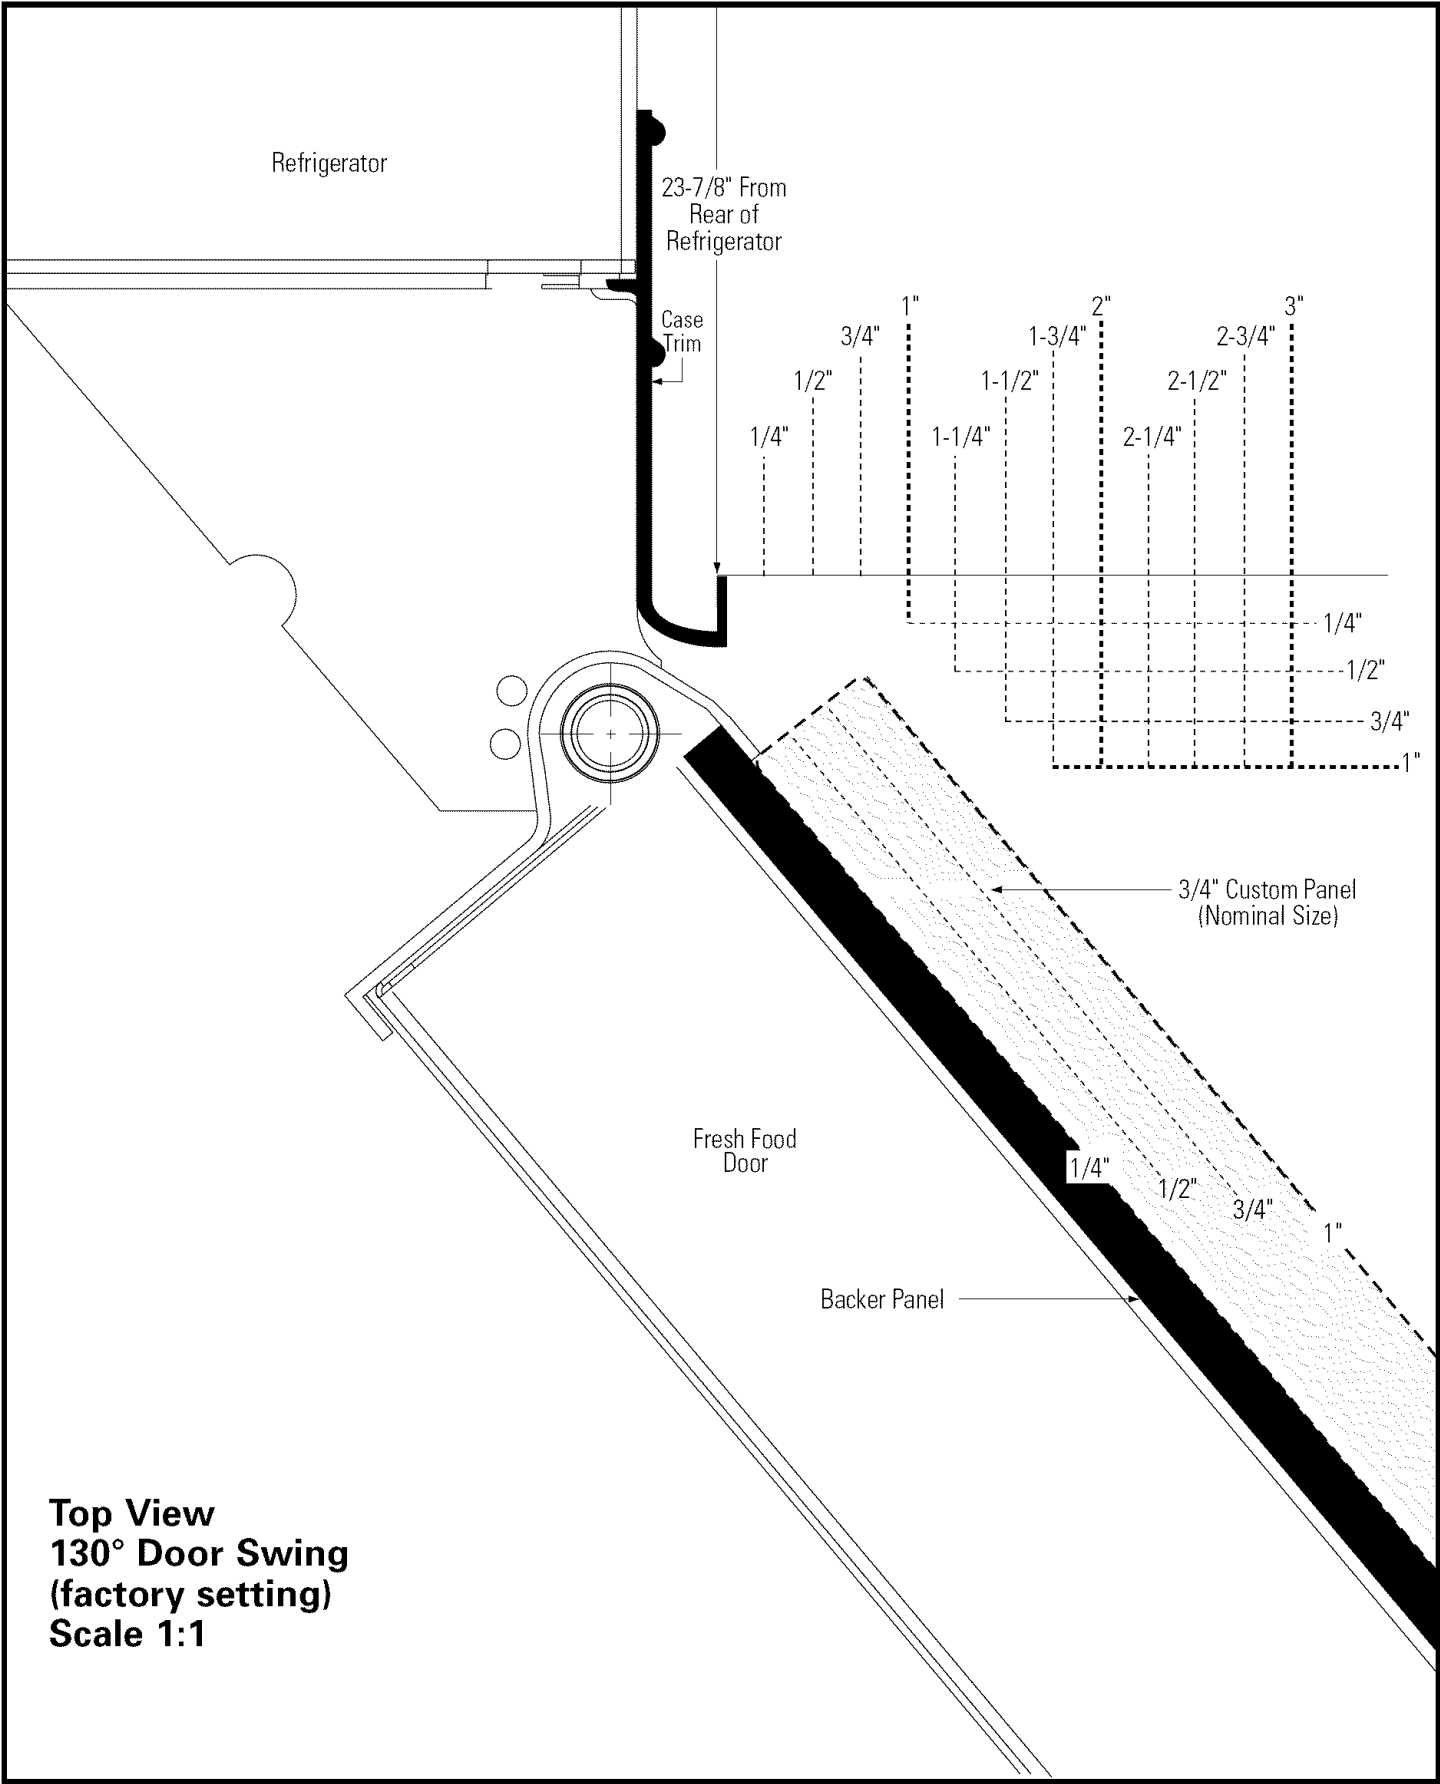 Refrigerator
23-7/8" From
Rear of
Refrigerator
Case
Trim
1"
2"
3"
3/4"
1-3/4"
2-3/4"
1/2"
1-1/2"
2-1/2"
1/4"
1-1/4"
2-1/4"
1/4"
1/2"
3/4"
1"
3/4" Custom Panel
(Nominal Size)
Fresh Food
Door
1/4"
1/2"
3/4"
1"
Backer Panel
Top View
130° Door Swing
(factory setting)
Scale 1:1